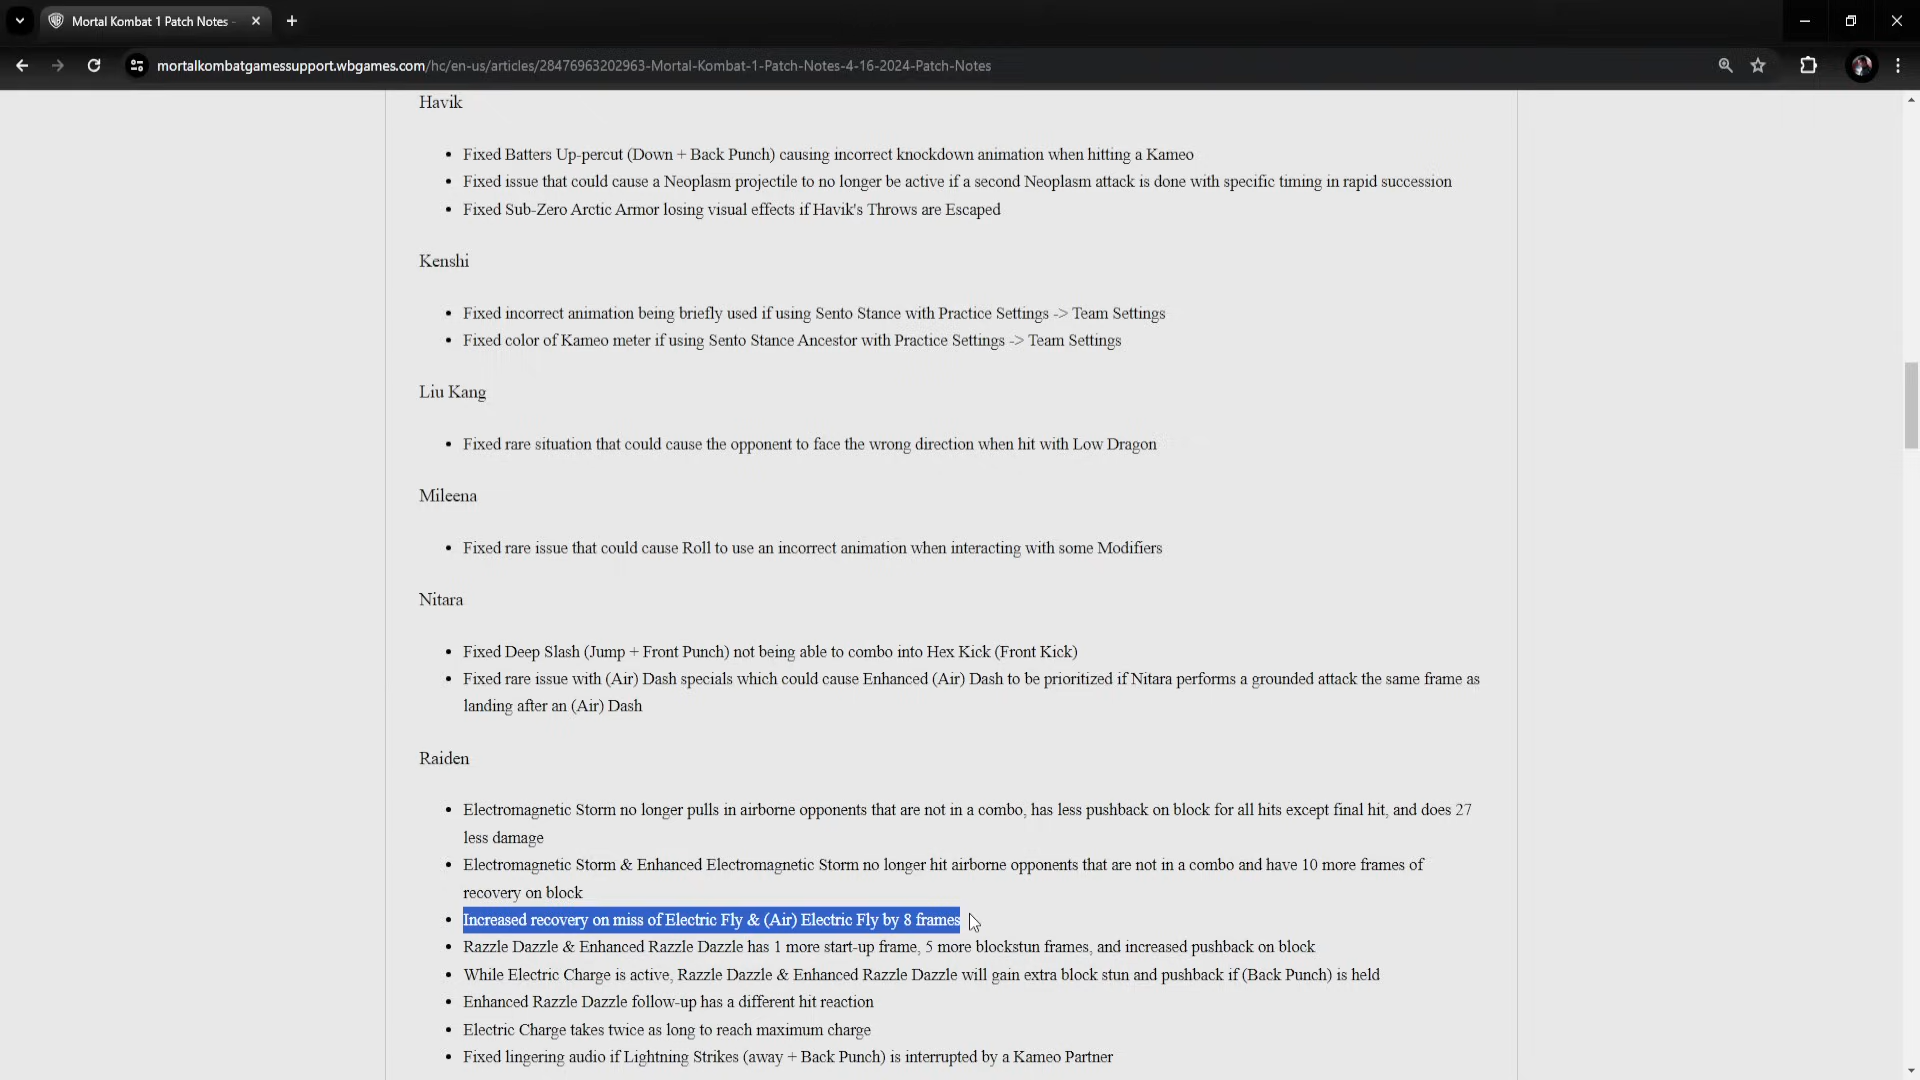 Mortal Kombat 1 Patch Notes -
mortalkombatgamessupport.wbgames.com/hc/en-us/articles/28476963202963-Mortal-Kombat-1-Patch-Notes-4-16-2024-Patch-Notes
Havik
Fixed Batters Up-percut (Down + Back Punch) causing incorrect knockdown animation when hitting a Kameo
Fixed issue that could cause a Neoplasm projectile to no longer be active if a second Neoplasm attack is done with specific timing in rapid succession
Fixed Sub-Zero Arctic Armor losing visual effects if Havik's Throws are Escaped
Kenshi
Fixed incorrect animation being briefly used if using Sento Stance with Practice Settings -> Team Settings
Fixed color of Kameo meter if using Sento Stance Ancestor with Practice Settings -> Team Settings
Liu Kang
Fixed rare situation that could cause the opponent to face the wrong direction when hit with Low Dragon
Mileena
Fixed rare issue that could cause Roll to use an incorrect animation when interacting with some Modifiers
Nitara
Fixed Deep Slash (Jump + Front Punch) not being able to combo into Hex Kick (Front Kick)
Fixed rare issue with (Air) Dash specials which could cause Enhanced (Air) Dash to be prioritized if Nitara performs a grounded attack the same frame as
landing after an (Air) Dash
Raiden
Electromagnetic Storm no longer pulls in airborne opponents that are not in a combo, has less pushback on block for all hits except final hit, and does 27
less damage
Electromagnetic Storm & Enhanced Electromagnetic Storm no longer hit airborne opponents that are not in a combo and have 10 more frames of
recovery on block
Increased recovery on miss of Electric Fly & (Air) Electric Fly by 8 frames
Razzle Dazzle & Enhanced Razzle Dazzle has 1 more start-up frame, 5 more blockstun frames, and increased pushback on block
While Electric Charge is active, Razzle Dazzle & Enhanced Razzle Dazzle will gain extra block stun and pushback if (Back Punch) is held
Enhanced Razzle Dazzle follow-up has a different hit reaction
Electric Charge takes twice as long to reach maximum charge
Fixed lingering audio if Lightning Strikes (away + Back Punch) is interrupted by a Kameo Partner